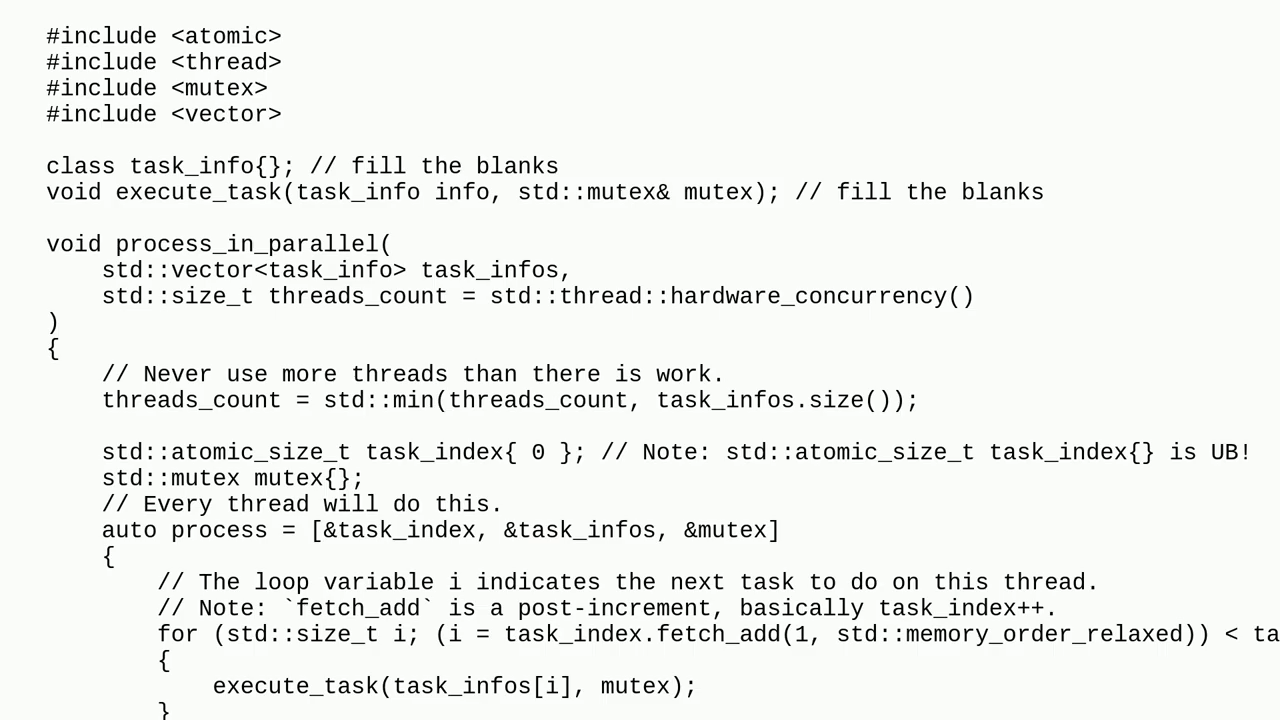 #include <atomic>
#include <thread>
#include <mutex>
#include <vector>

class task_info{}; // fill the blanks
void execute_task(task_info info, std::mutex& mutex); // fill the blanks

void process_in_parallel(
    std::vector<task_info> task_infos,
    std::size_t threads_count = std::thread::hardware_concurrency()
)
{
    // Never use more threads than there is work.
    threads_count = std::min(threads_count, task_infos.size());

    std::atomic_size_t task_index{ 0 }; // Note: std::atomic_size_t task_index{} is UB!
    std::mutex mutex{};
    // Every thread will do this.
    auto process = [&task_index, &task_infos, &mutex]
    {
        // The loop variable i indicates the next task to do on this thread.
        // Note: `fetch_add` is a post-increment, basically task_index++.
        for (std::size_t i; (i = task_index.fetch_add(1, std::memory_order_relaxed)) < ta
        {
            execute_task(task_infos[i], mutex);
        }